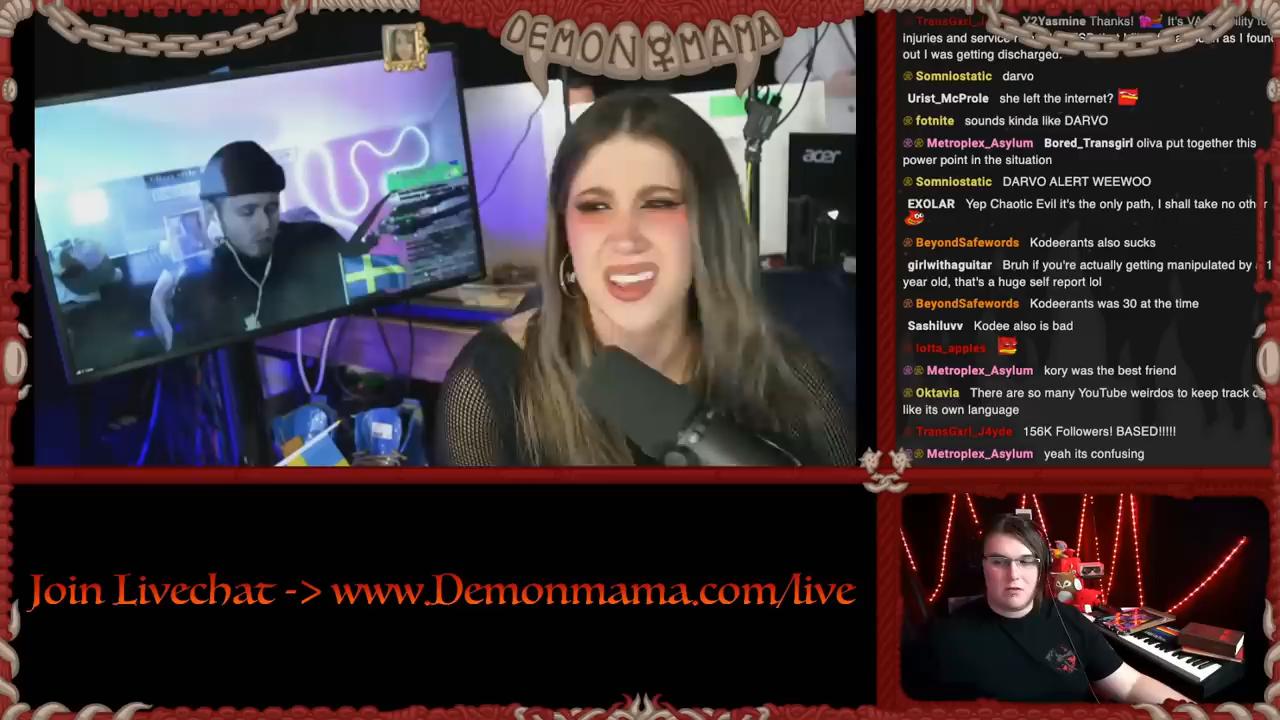 DEMON MAMA
acer
TransGxrl_J
Y2Yasmine Thanks! It's VA
injuries and service
out I was getting discharged.
Somniostatic darvo
Urist_McProle she left the internet?
fotnite sounds kinda like DARVO
Metroplex_Asylum Bored_Transgirl oliva put together this
power point in the situation
Somniostatic DARVO ALERT WEEWOO
EXOLAR Yep Chaotic Evil it's the only path, I shall take no oth
BeyondSafewords Kodeerants also sucks
girlwithaguitar Bruh if you're actually getting manipulated by
year old, that's a huge self report lol
BeyondSafewords Kodeerants was 30 at the time
Sashiluvv Kodee also is bad
lotta_apples
Metroplex_Asylum kory was the best friend
Oktavia There are so many YouTube weirdos to keep track
like its own language
TransGxrl_J4yde 156K Followers! BASED!!!!!
Metroplex_Asylum yeah its confusing
Join Livechat -> www.Demonmama.com/live